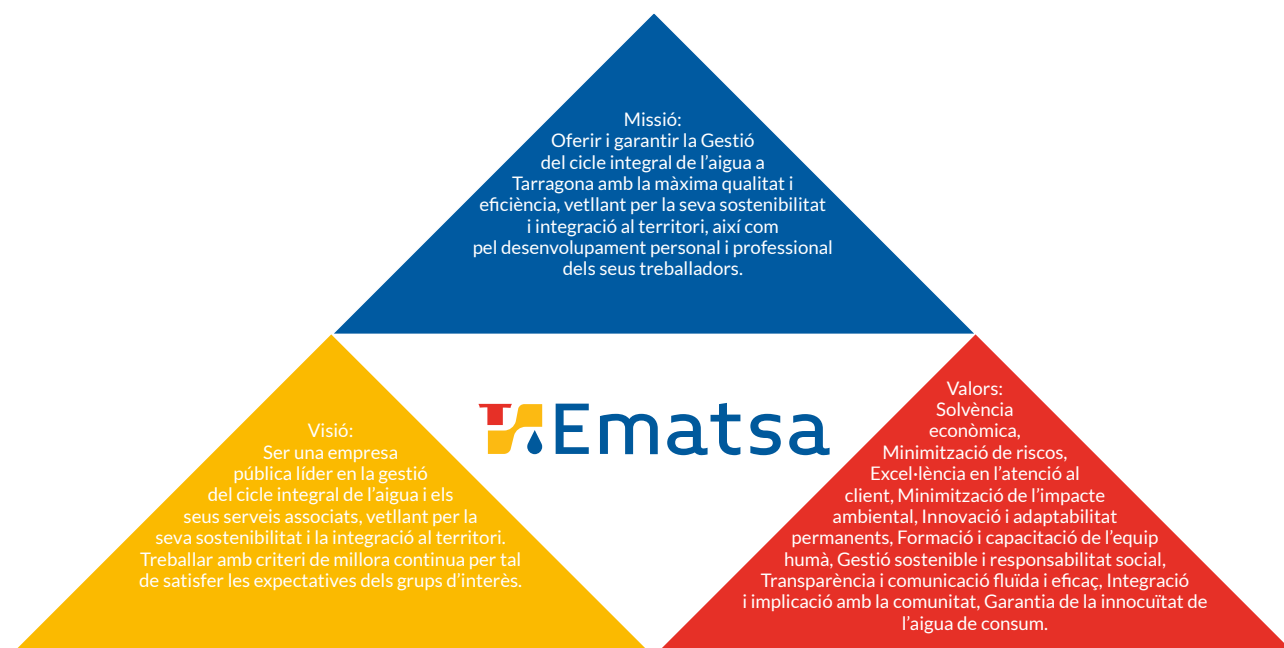 Missió:
Oferir i garantir la Gestió
del cicle integral de l’aigua a
Tarragona amb la màxima qualitat i
eficiència, vetllant per la seva sostenibilitat
i integració al territori, així com
pel desenvolupament personal i professional
dels seus treballadors.
Visió:
Ser una empresa
pública líder en la gestió
del cicle integral de l’aigua i els
seus serveis associats, vetllant per la
seva sostenibilitat i la integració al territori.
Treballar amb criteri de millora continua per tal
de satisfer les expectatives dels grups d’interès.
Ematsa
Valors:
Solvència
econòmica,
Minimització de riscos,
Excel·lència en l’atenció al
client, Minimització de l’impacte
ambiental, Innovació i adaptabilitat
permanents, Formació i capacitació de l’equip
humà, Gestió sostenible i responsabilitat social,
Transparència i comunicació fluïda i eficaç, Integració
i implicació amb la comunitat, Garantia de la innocuïtat de
l’aigua de consum.